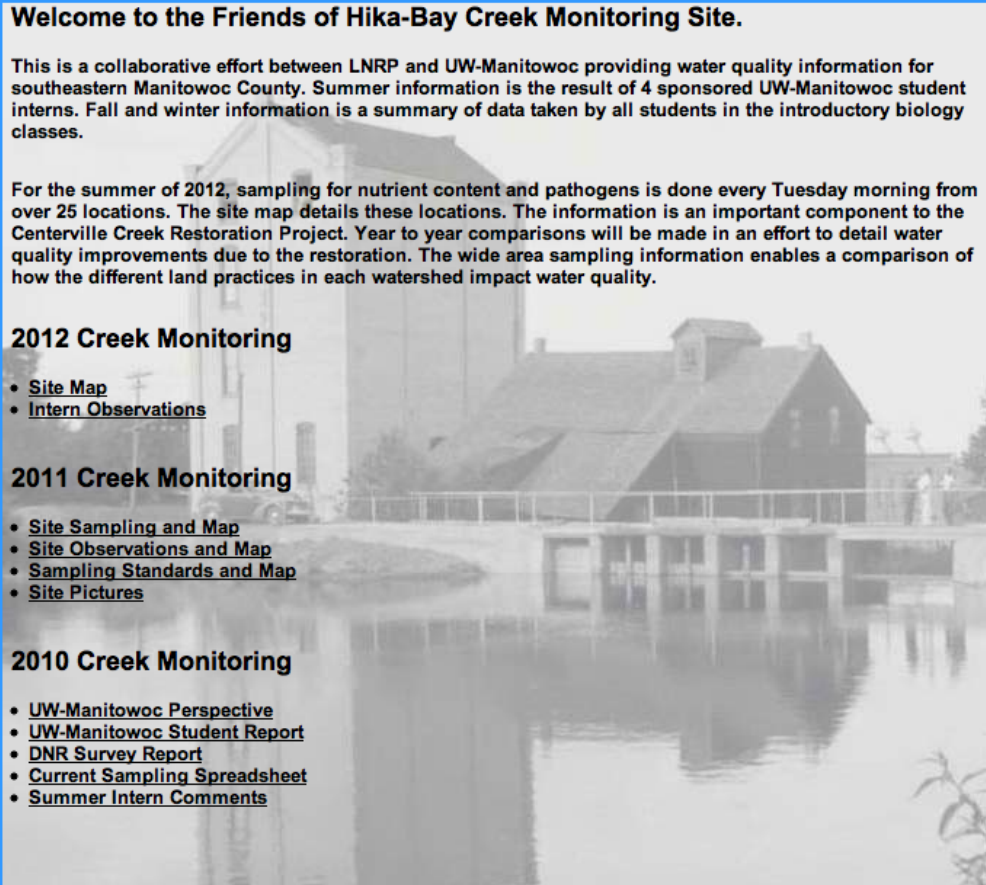 Welcome to the Friends of Hika-Bay Creek Monitoring Site.
This is a collaborative effort between LNRP and UW-Manitowoc providing water quality information for
southeastern Manitowoc County. Summer information is the result of 4 sponsored UW-Manitowoc student
interns. Fall and winter information is a summary of data taken by all students in the introductory biology
classes.
For the summer of 2012, sampling for nutrient content and pathogens is done every Tuesday morning from
over 25 locations. The site map details these locations. The information is an important component to the
Centerville Creek Restoration Project. Year to year comparisons will be made in an effort to detail water
quality improvements due to the restoration. The wide area sampling information enables a comparison of
how the different land practices in each watershed impact water quality.
2012 Creek Monitoring
• Site Map
• Intern Observations
2011 Creek Monitoring
• Site Sampling and Map
• Site Observations and Map
• Sampling Standards and Map
• Site Pictures
2010 Creek Monitoring
• UW-Manitowoc Perspective
• UW-Manitowoc Student Report
• DNR Survey Report
• Current Sampling Spreadsheet
• Summer Intern Comments